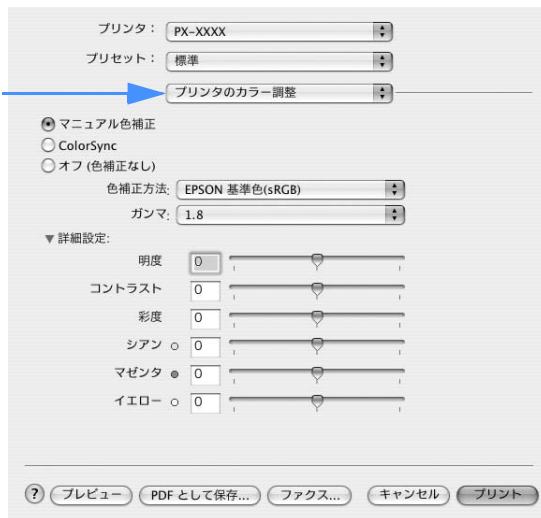 プリンタ： PX-XXXX
プリセット： 標準
プリンタのカラー調整
マニュアル色補正
ColorSync
オフ (色補正なし)
色補正方法: EPSON 基準色(sRGB)
ガンマ: 1.8
詳細設定:
明度 0
コントラスト 0
彩度 0
シアン 0
マゼンタ 0
イエロー 0
? プレビュー PDF として保存... ファクス... キャンセル プリント